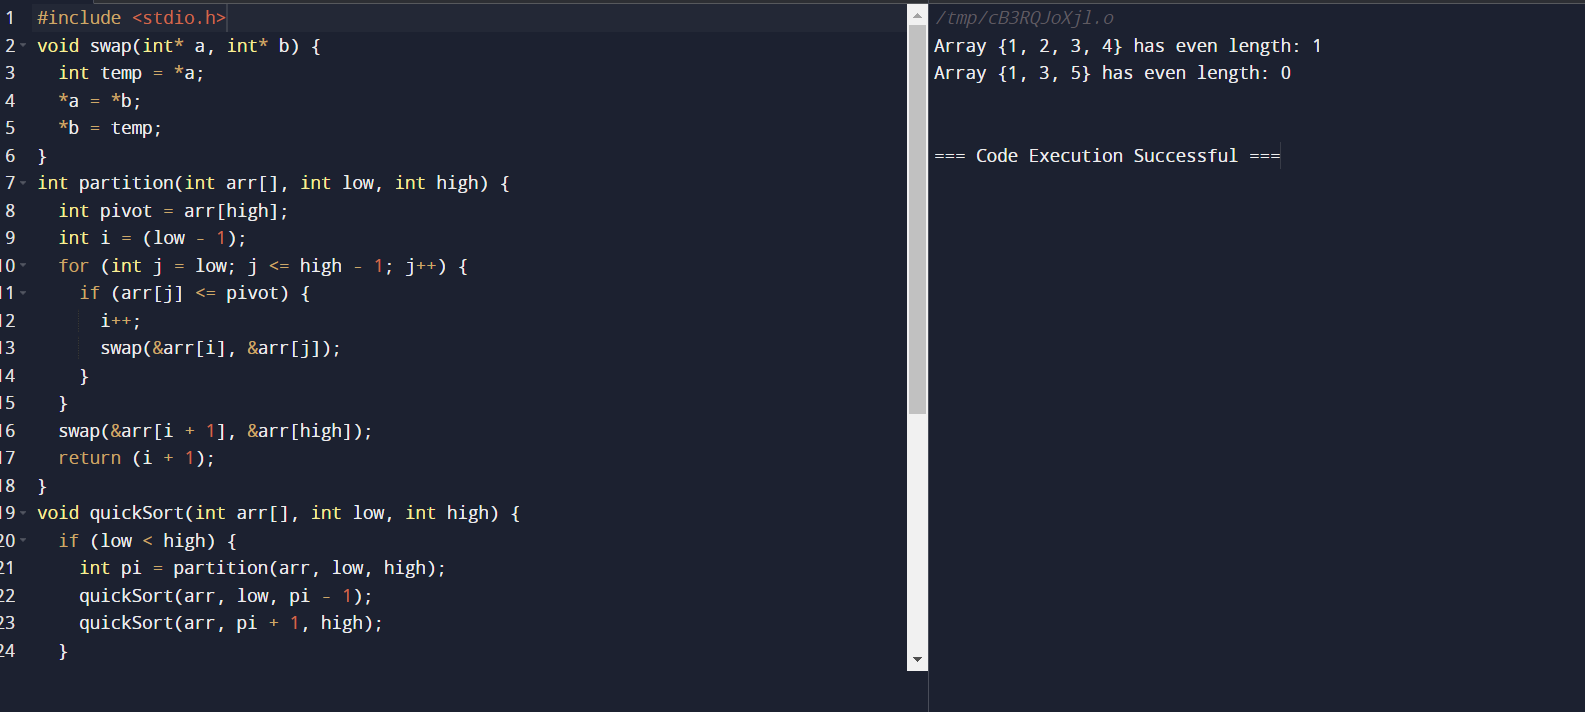 1 #include <stdio.h>
2 void swap(int* a, int* b) {
3 int temp = *a;
4 *a = *b;
5 *b = temp;
6 }
7 int partition(int arr[], int low, int high) {
8 int pivot = arr[high];
9 int i = (low - 1);
10 for (int j = low; j <= high - 1; j++) {
11 if (arr[j] <= pivot) {
12 i++;
13 swap(&arr[i], &arr[j]);
14 }
15 }
16 swap(&arr[i + 1], &arr[high]);
17 return (i + 1);
18 }
19 void quickSort(int arr[], int low, int high) {
20 if (low < high) {
21 int pi = partition(arr, low, high);
22 quickSort(arr, low, pi - 1);
23 quickSort(arr, pi + 1, high);
24 }
/tmp/cB3RQJoXjl.o
Array {1, 2, 3, 4} has even length: 1
Array {1, 3, 5} has even length: 0
=== Code Execution Successful ===